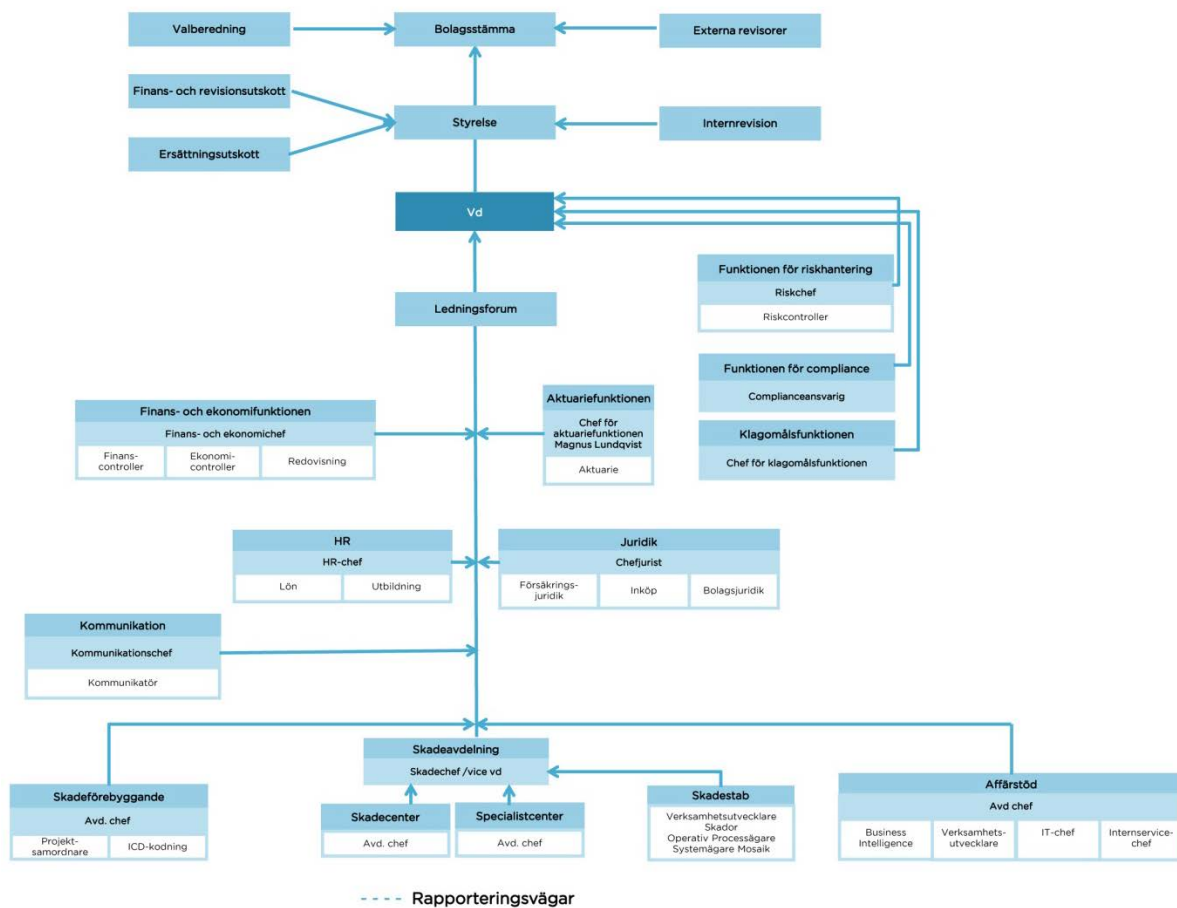 Valberedning
Bolagsstämma
Externa revisorer
Finans- och revisionsutskott
Styrelse
Internrevision
Ersättningsutskott
Vd
Funktionen för riskhantering
Riskchef
Riskcontroller
Ledningsforum
Funktionen för compliance
Complianceansvarig
Klagomålsfunktionen
Chef för klagomålsfunktionen
Finans- och ekonomifunktionen
Finans- och ekonomichef
Finans-
controller
Ekonomi-
controller
Redovisning
Aktuariefunktionen
Chef för
aktuariefunktionen
Magnus Lundqvist
Aktuarie
HR
HR-chef
Lön
Utbildning
Juridik
Chefjurist
Försäkrings-
juridik
Inköp
Bolagsjuridik
Kommunikation
Kommunikationschef
Kommunikatör
Skadeavdelning
Skadechef /vice vd
Skadeförebyggande
Avd. chef
Projekt-
samordnare
ICD-kodning
Skadecenter
Avd. chef
Specialistcenter
Avd. chef
Skadestab
Verksamhetsutvecklare
Skador
Operativ Processägare
Systemägare Mosaik
Affärstöd
Avd chef
Business
Intelligence
Verksamhets-
utvecklare
IT-chef
Internservice-
chef
Rapporteringsvägar